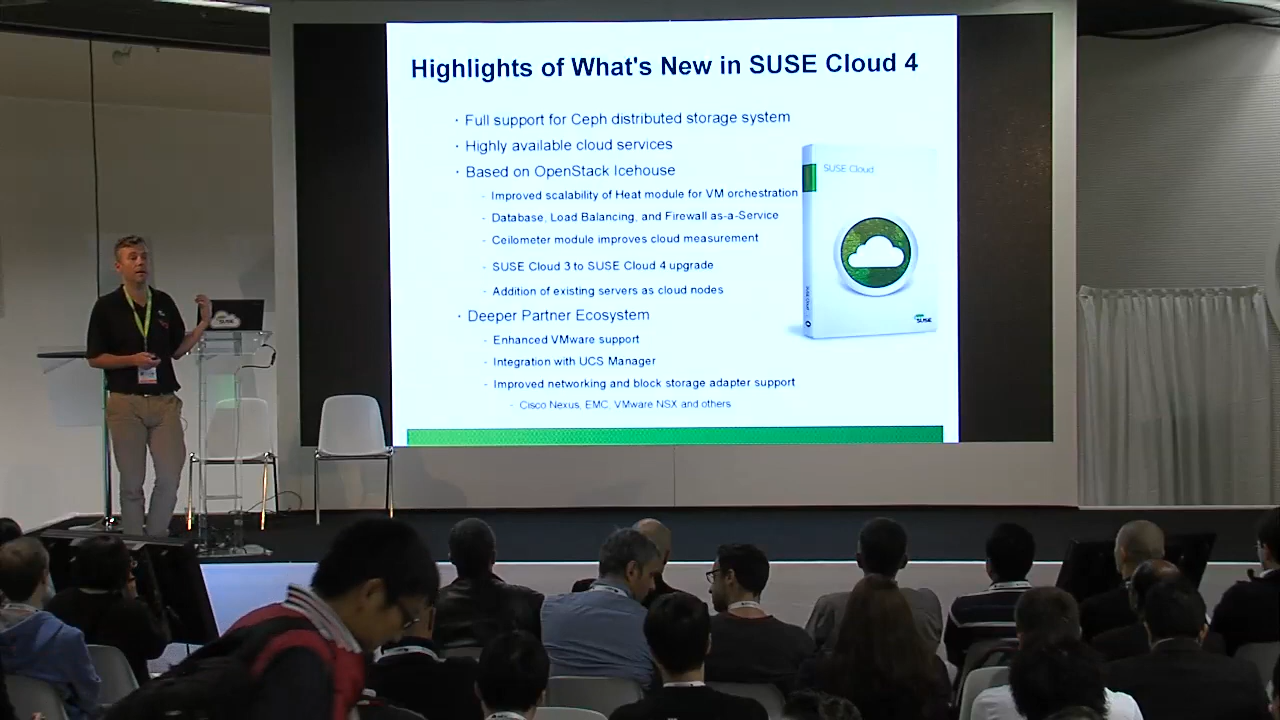 Highlights of What's New in SUSE Cloud 4
· Full support for Ceph distributed storage system
· Highly available cloud services
· Based on OpenStack Icehouse
- Improved scalability of Heat module for VM orchestration
- Database, Load Balancing, and Firewall as-a-Service
- Ceilometer module improves cloud measurement
- SUSE Cloud 3 to SUSE Cloud 4 upgrade
- Addition of existing servers as cloud nodes
· Deeper Partner Ecosystem
- Enhanced VMware support
- Integration with UCS Manager
- Improved networking and block storage adapter support
- Cisco Nexus, EMC, VMware NSX and others
SUSE Cloud
SUSE